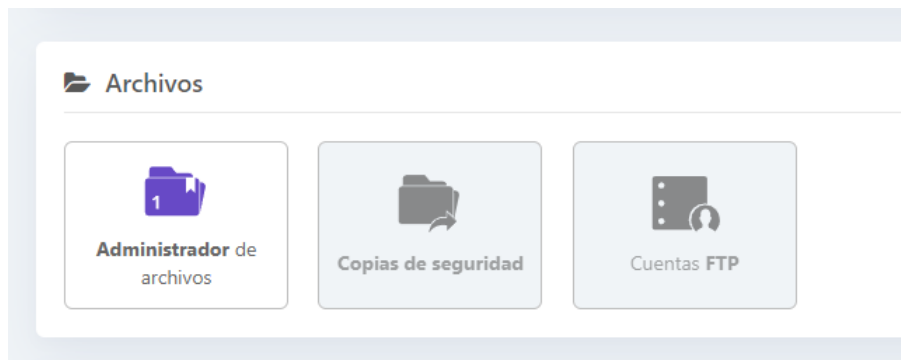 Archivos
1
Administrador de
archivos
Copias de seguridad
Cuentas FTP